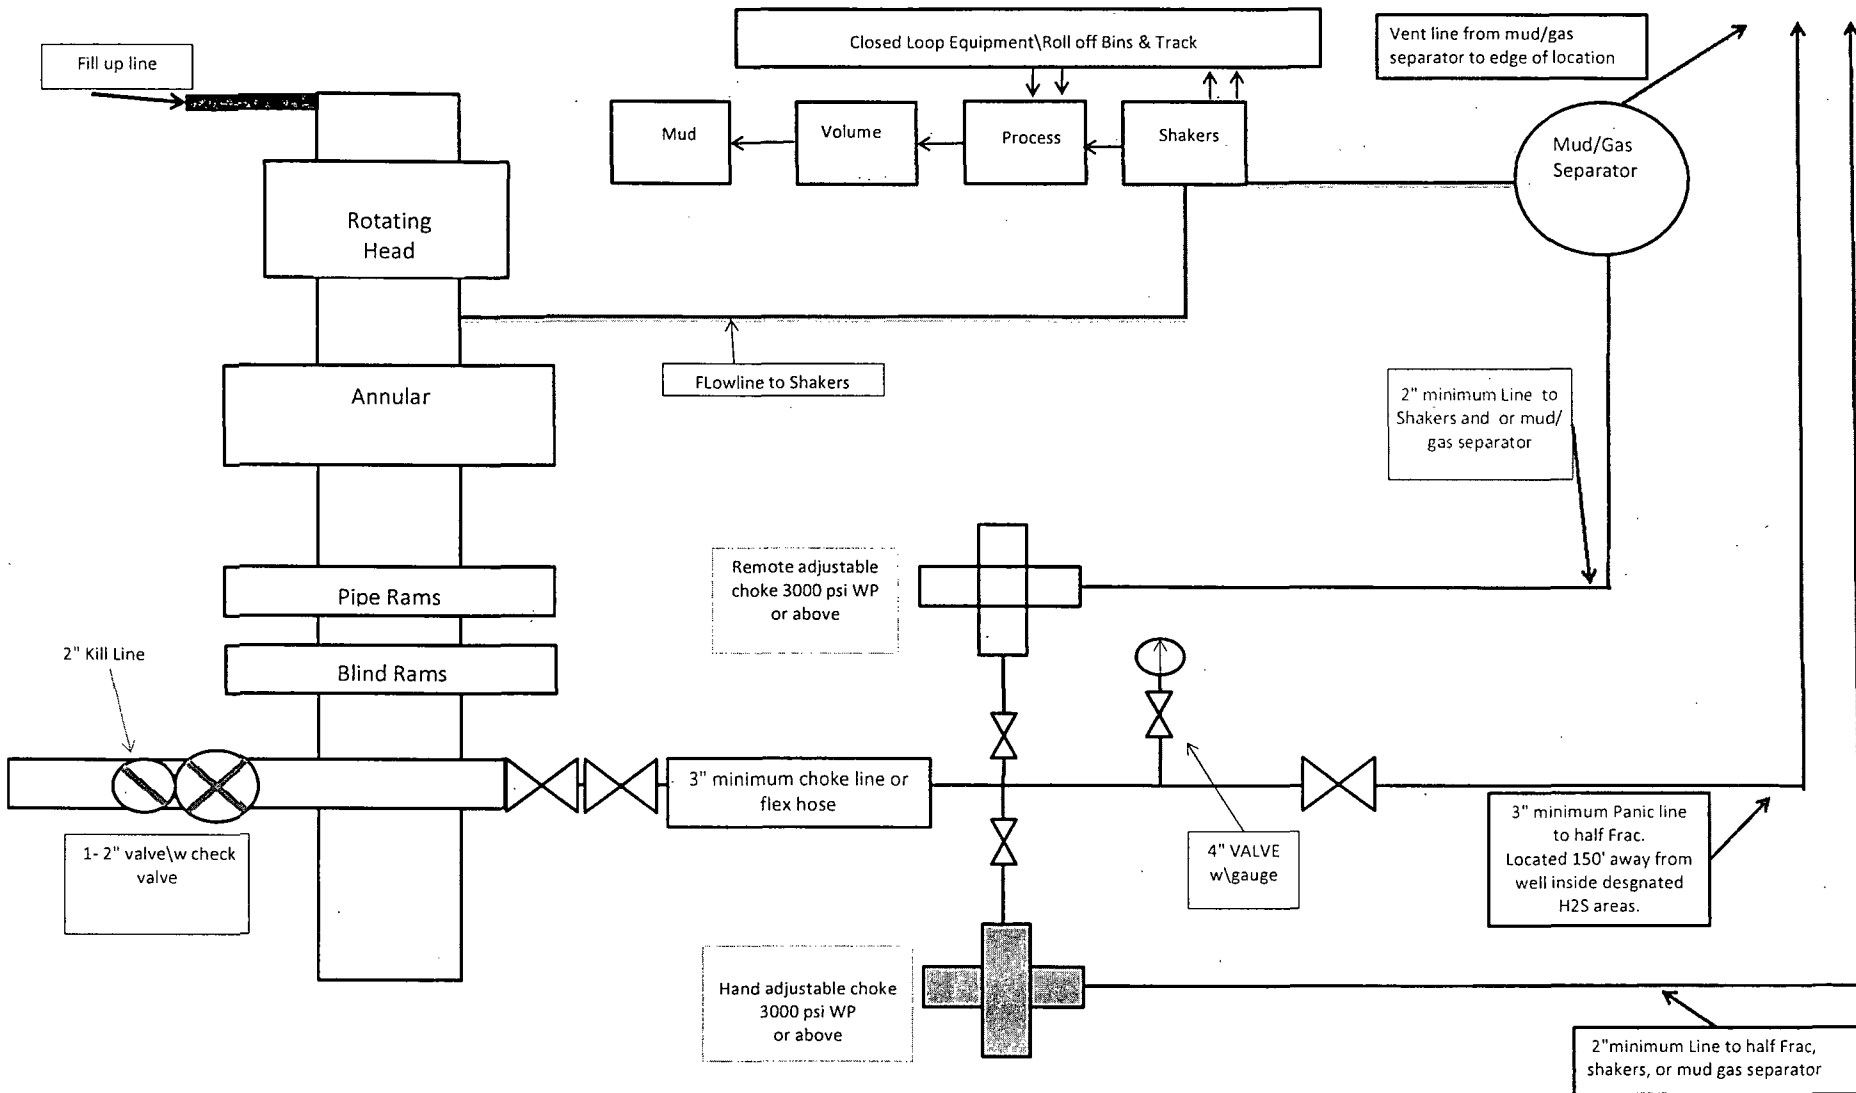 Fill up line
Closed Loop Equipment\Roll off Bins & Track
Vent line from mud/gas
separator to edge of location
Mud
Volume
Process
Shakers
Mud/Gas
Separator
Rotating
Head
FLowline to Shakers
Annular
2" minimum Line to
Shakers and or mud/
gas separator
Remote adjustable
choke 3000 psi WP
or above
Pipe Rams
Blind Rams
2" Kill Line
3" minimum choke line or
flex hose
1- 2" valve\w check
valve
4" VALVE
w\gauge
3" minimum Panic line
to half Frac.
Located 150' away from
well inside desgnated
H2S areas.
Hand adjustable choke
3000 psi WP
or above
2"minimum Line to half Frac,
shakers, or mud gas separator